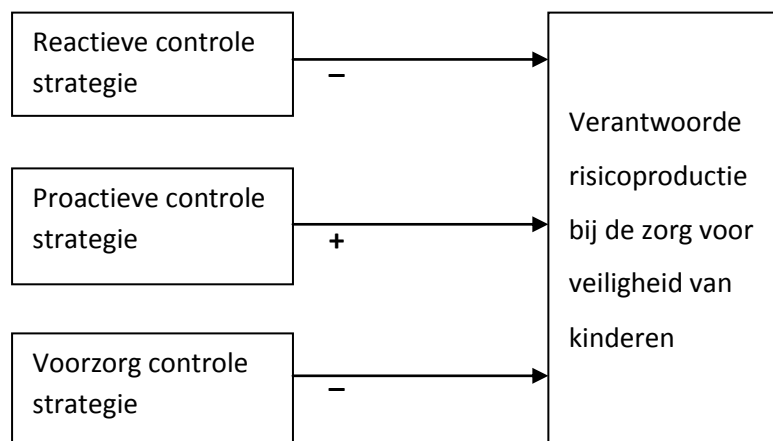 Reactieve controle
strategie
–
Proactieve controle
strategie
+
Voorzorg controle
strategie
–
Verantwoorde
risicoproductie
bij de zorg voor
veiligheid van
kinderen